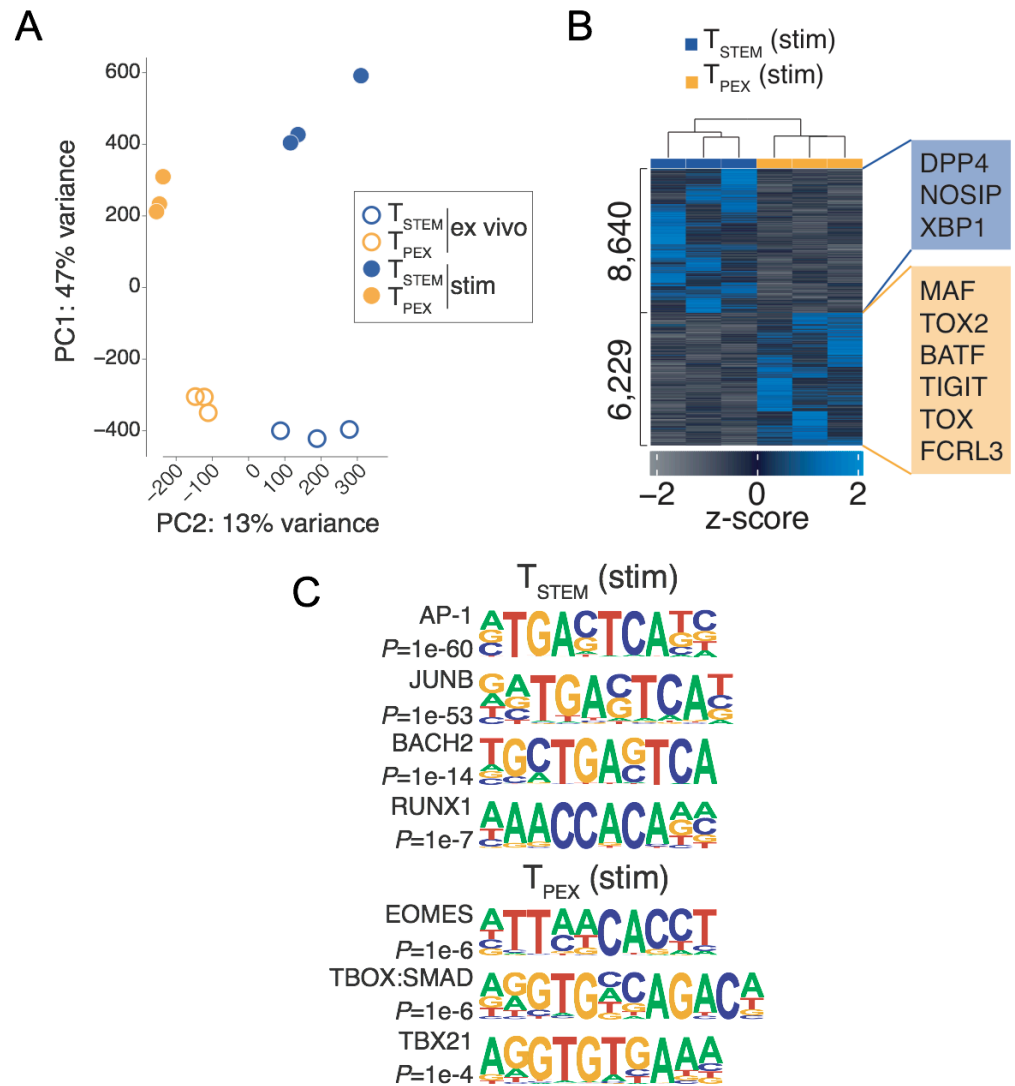 A
PC1: 47% variance
600
400
200
0
−200
−400
−200
−100
0
100
200
300
PC2: 13% variance
TSTEM
TPEX
ex vivo
TSTEM
TPEX
stim
B
TSTEM (stim)
TPEX (stim)
8,640
6,229
DPP4
NOSIP
XBP1
MAF
TOX2
BATF
TIGIT
TOX
FCRL3
−2
0
2
z-score
C
TSTEM (stim)
AP-1
P=1e-60
JUNB
P=1e-53
BACH2
P=1e-14
RUNX1
P=1e-7
TPEX (stim)
EOMES
P=1e-6
TBOX:SMAD
P=1e-6
TBX21
P=1e-4